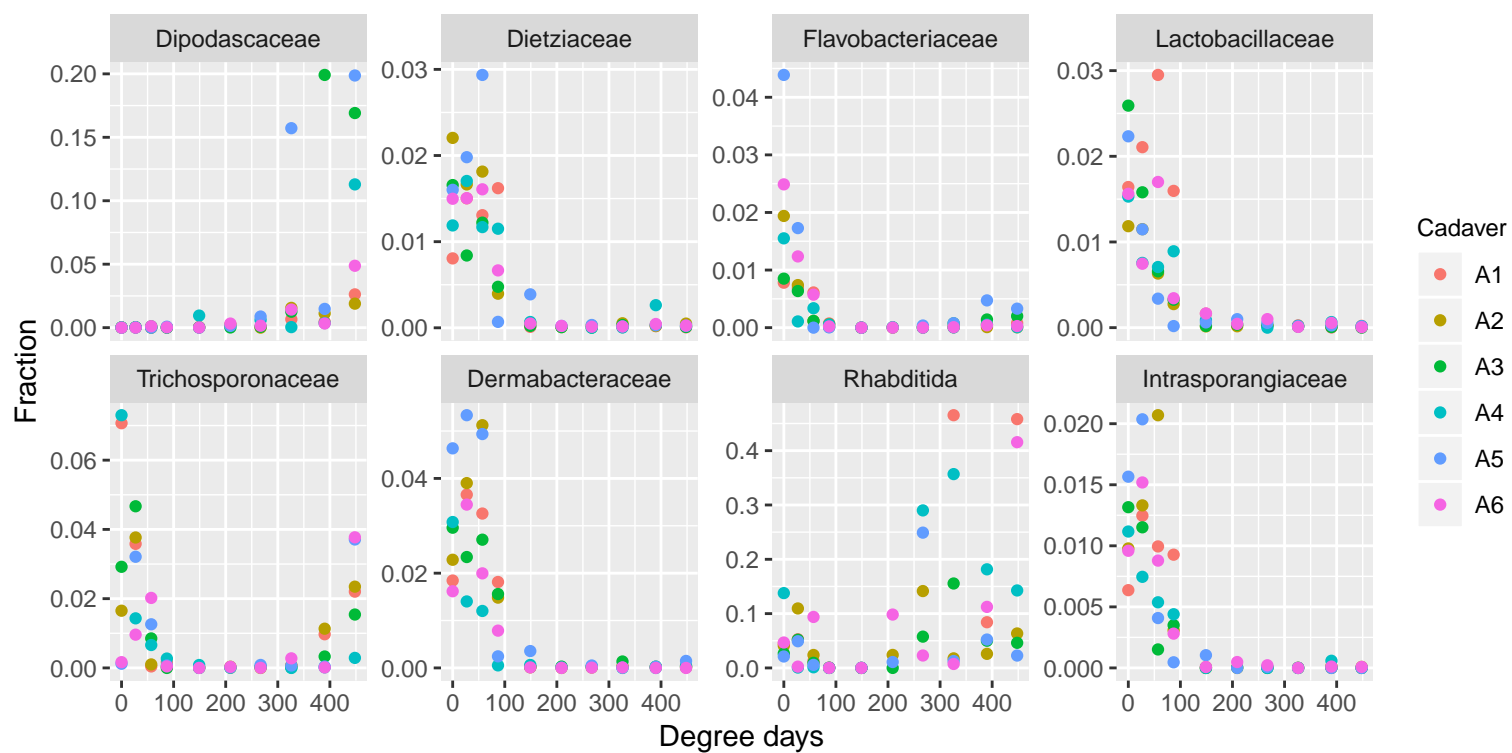 Dipodascaceae
Dietziaceae
Flavobacteriaceae
Lactobacillaceae
0.20
0.15
0.10
0.05
0.00
0.03
0.02
0.01
0.00
0.04
0.03
0.02
0.01
0.00
0.03
0.02
0.01
0.00
Trichosporonaceae
Dermabacteraceae
Rhabditida
Intrasporangiaceae
0.06
0.04
0.02
0.00
0.04
0.02
0.00
0.4
0.3
0.2
0.1
0.0
0.020
0.015
0.010
0.005
0.000
0 100 200 300 400
0 100 200 300 400
0 100 200 300 400
0 100 200 300 400
Fraction
Degree days
Cadaver
A1
A2
A3
A4
A5
A6